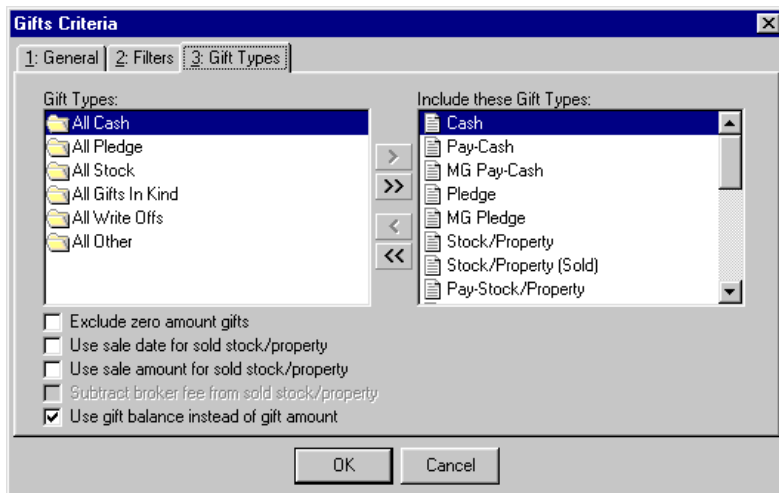 Gifts Criteria
1: General
2: Filters
3: Gift Types
Gift Types:
All Cash
All Pledge
All Stock
All Gifts In Kind
All Write Offs
All Other
>
>>
<
<<
Include these Gift Types:
Cash
Pay-Cash
MG Pay-Cash
Pledge
MG Pledge
Stock/Property
Stock/Property (Sold)
Pay-Stock/Property
Exclude zero amount gifts
Use sale date for sold stock/property
Use sale amount for sold stock/property
Subtract broker fee from sold stock/property
Use gift balance instead of gift amount
OK
Cancel